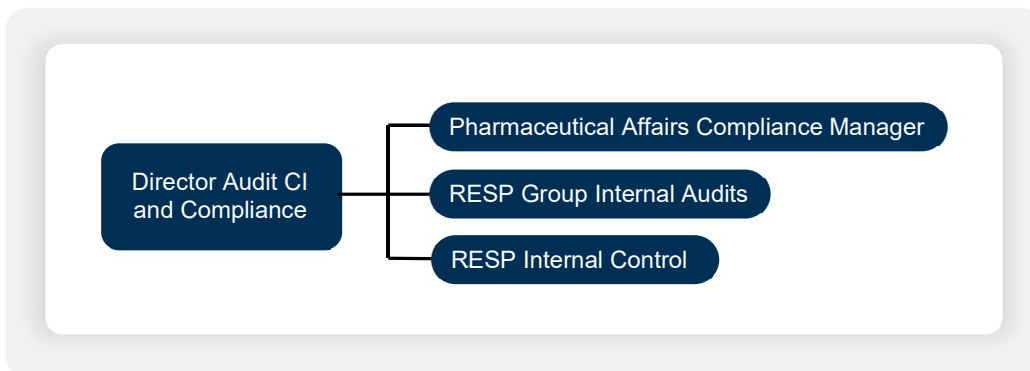 Director Audit CI
and Compliance
Pharmaceutical Affairs Compliance Manager
RESP Group Internal Audits
RESP Internal Control